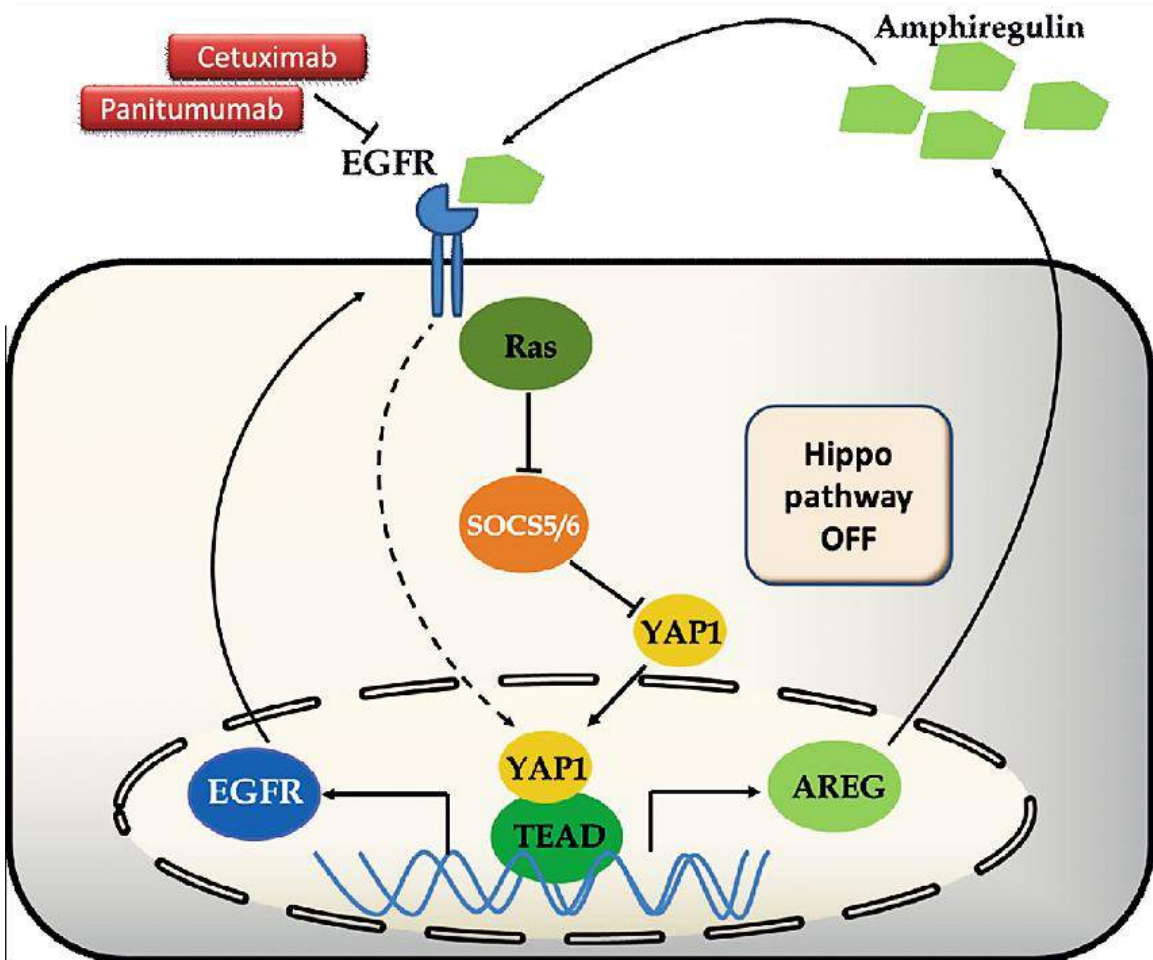 Amphiregulin
Cetuximab
Panitumumab
EGFR
Ras
Hippo
pathway
OFF
SOCS5/6
YAP1
YAP1
EGFR
AREG
TEAD